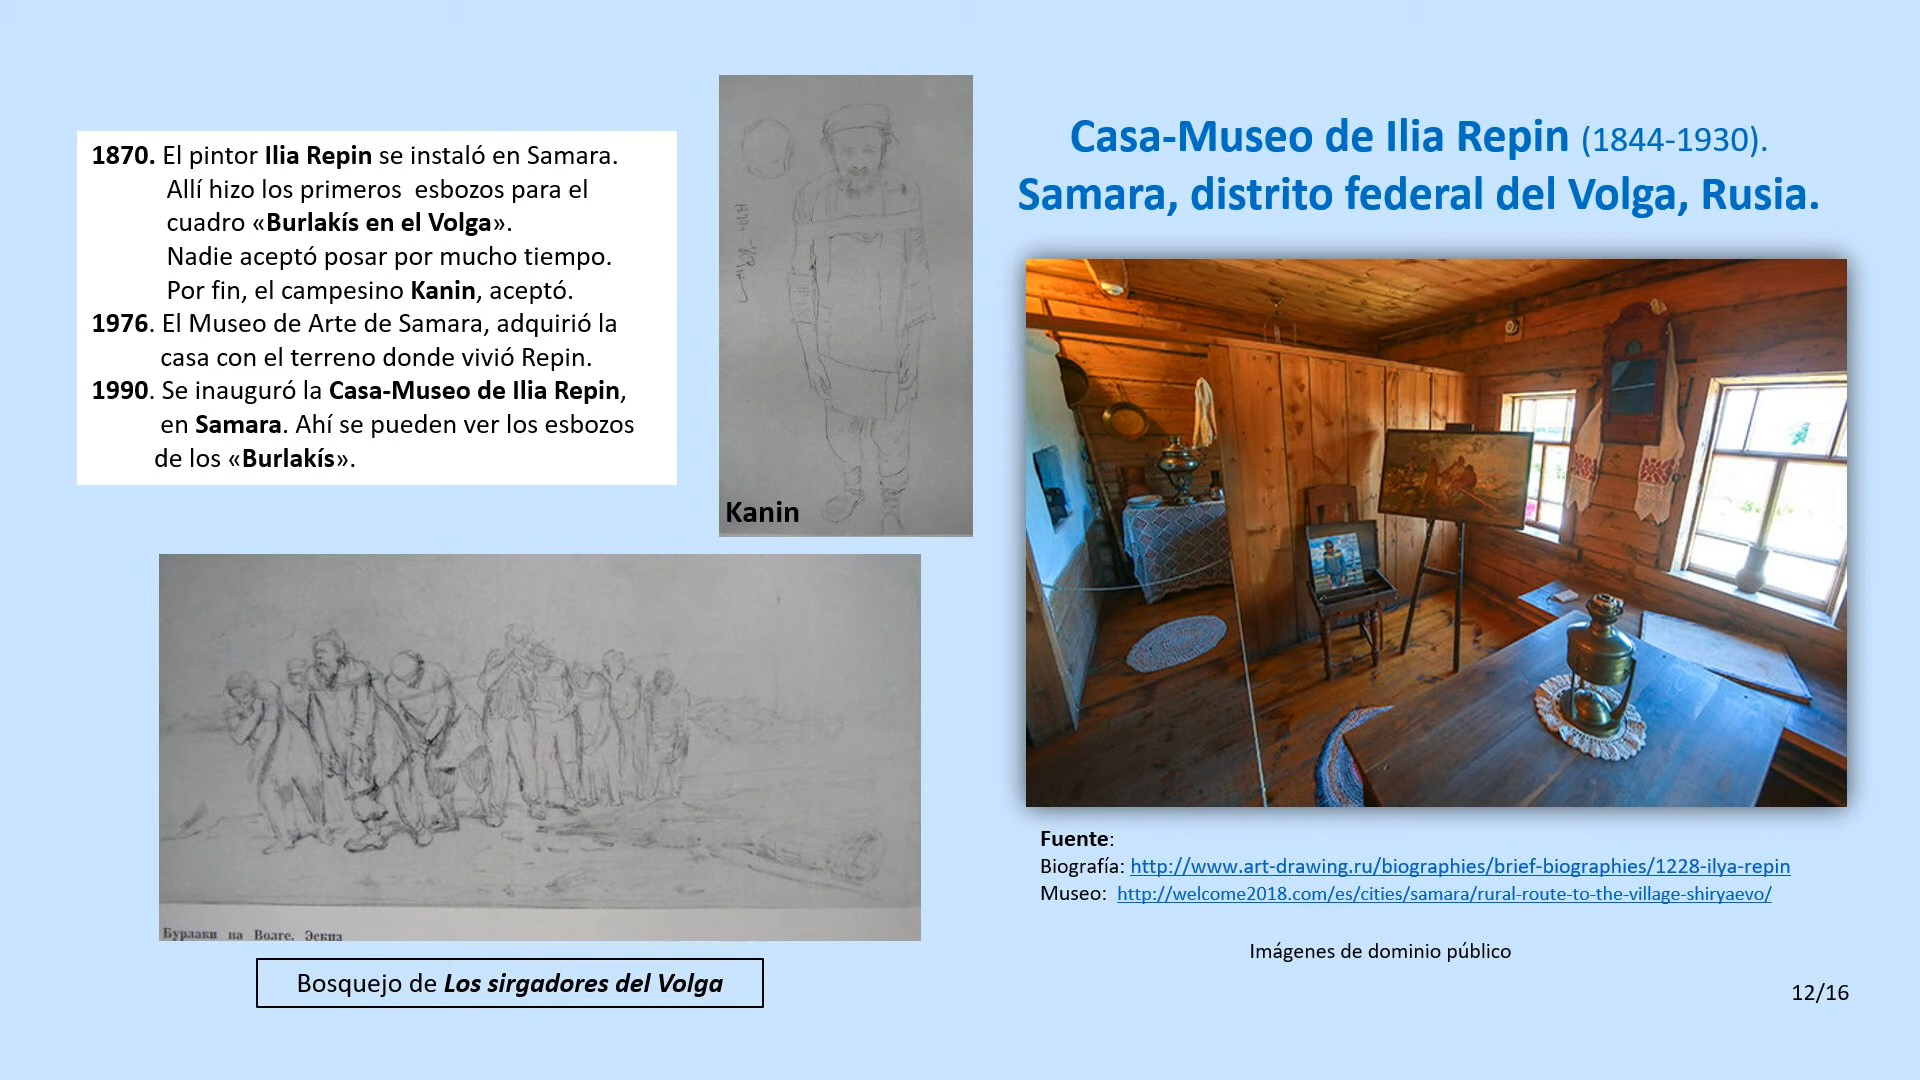 1870. El pintor Ilia Repin se instaló en Samara.
Allí hizo los primeros esbozos para el
cuadro «Burlakís en el Volga».
Nadie aceptó posar por mucho tiempo.
Por fin, el campesino Kanin, aceptó.
1976. El Museo de Arte de Samara, adquirió la
casa con el terreno donde vivió Repin.
1990. Se inauguró la Casa-Museo de Ilia Repin,
en Samara. Ahí se pueden ver los esbozos
de los «Burlakís».
Kanin
Бурлаки на Волге. Эскиз
Bosquejo de Los sirgadores del Volga
Casa-Museo de Ilia Repin (1844-1930).
Samara, distrito federal del Volga, Rusia.
Fuente:
Biografía: http://www.art-drawing.ru/biographies/brief-biographies/1228-ilya-repin
Museo: http://welcome2018.com/es/cities/samara/rural-route-to-the-village-shiryaevo/
Imágenes de dominio público
12/16